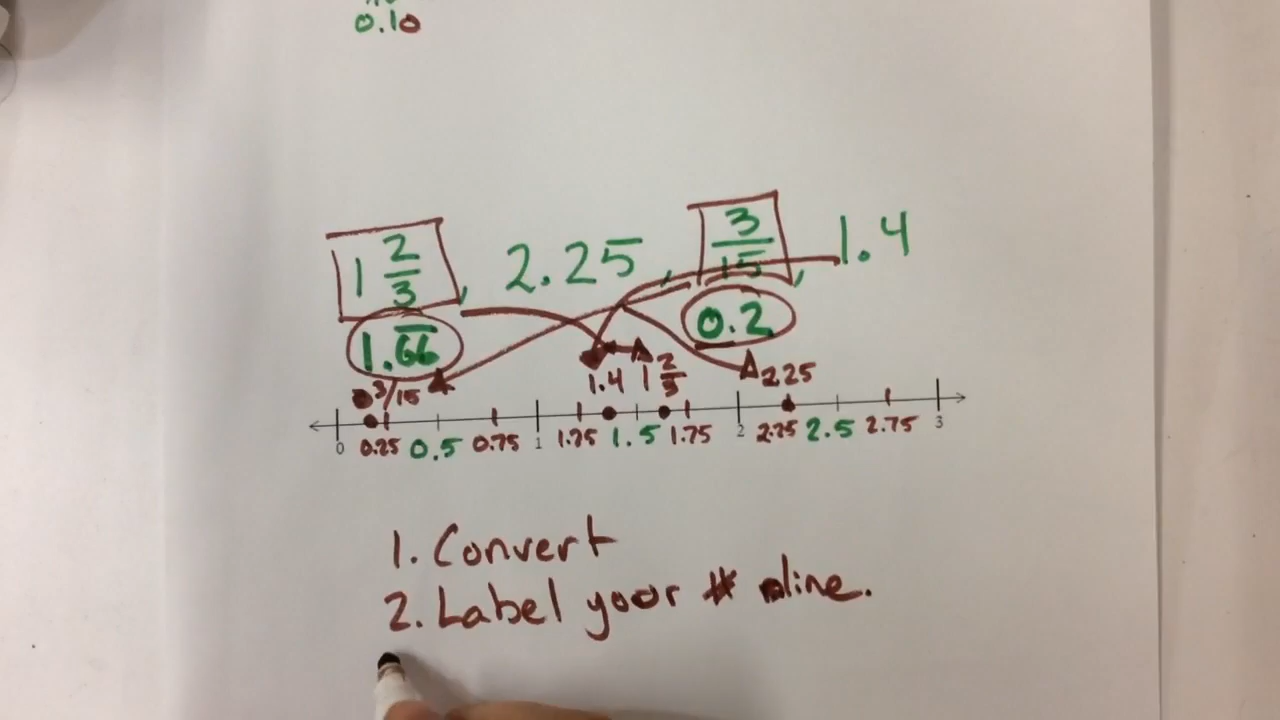 0.10
1 2/3, 2.25, 3/15, 1.4
1.66 0.2
3/15 1.4 1 2/3 2.25
0 0.25 0.5 0.75 1 1.25 1.5 1.75 2 2.25 2.5 2.75 3
1. Convert
2. Label your # line.